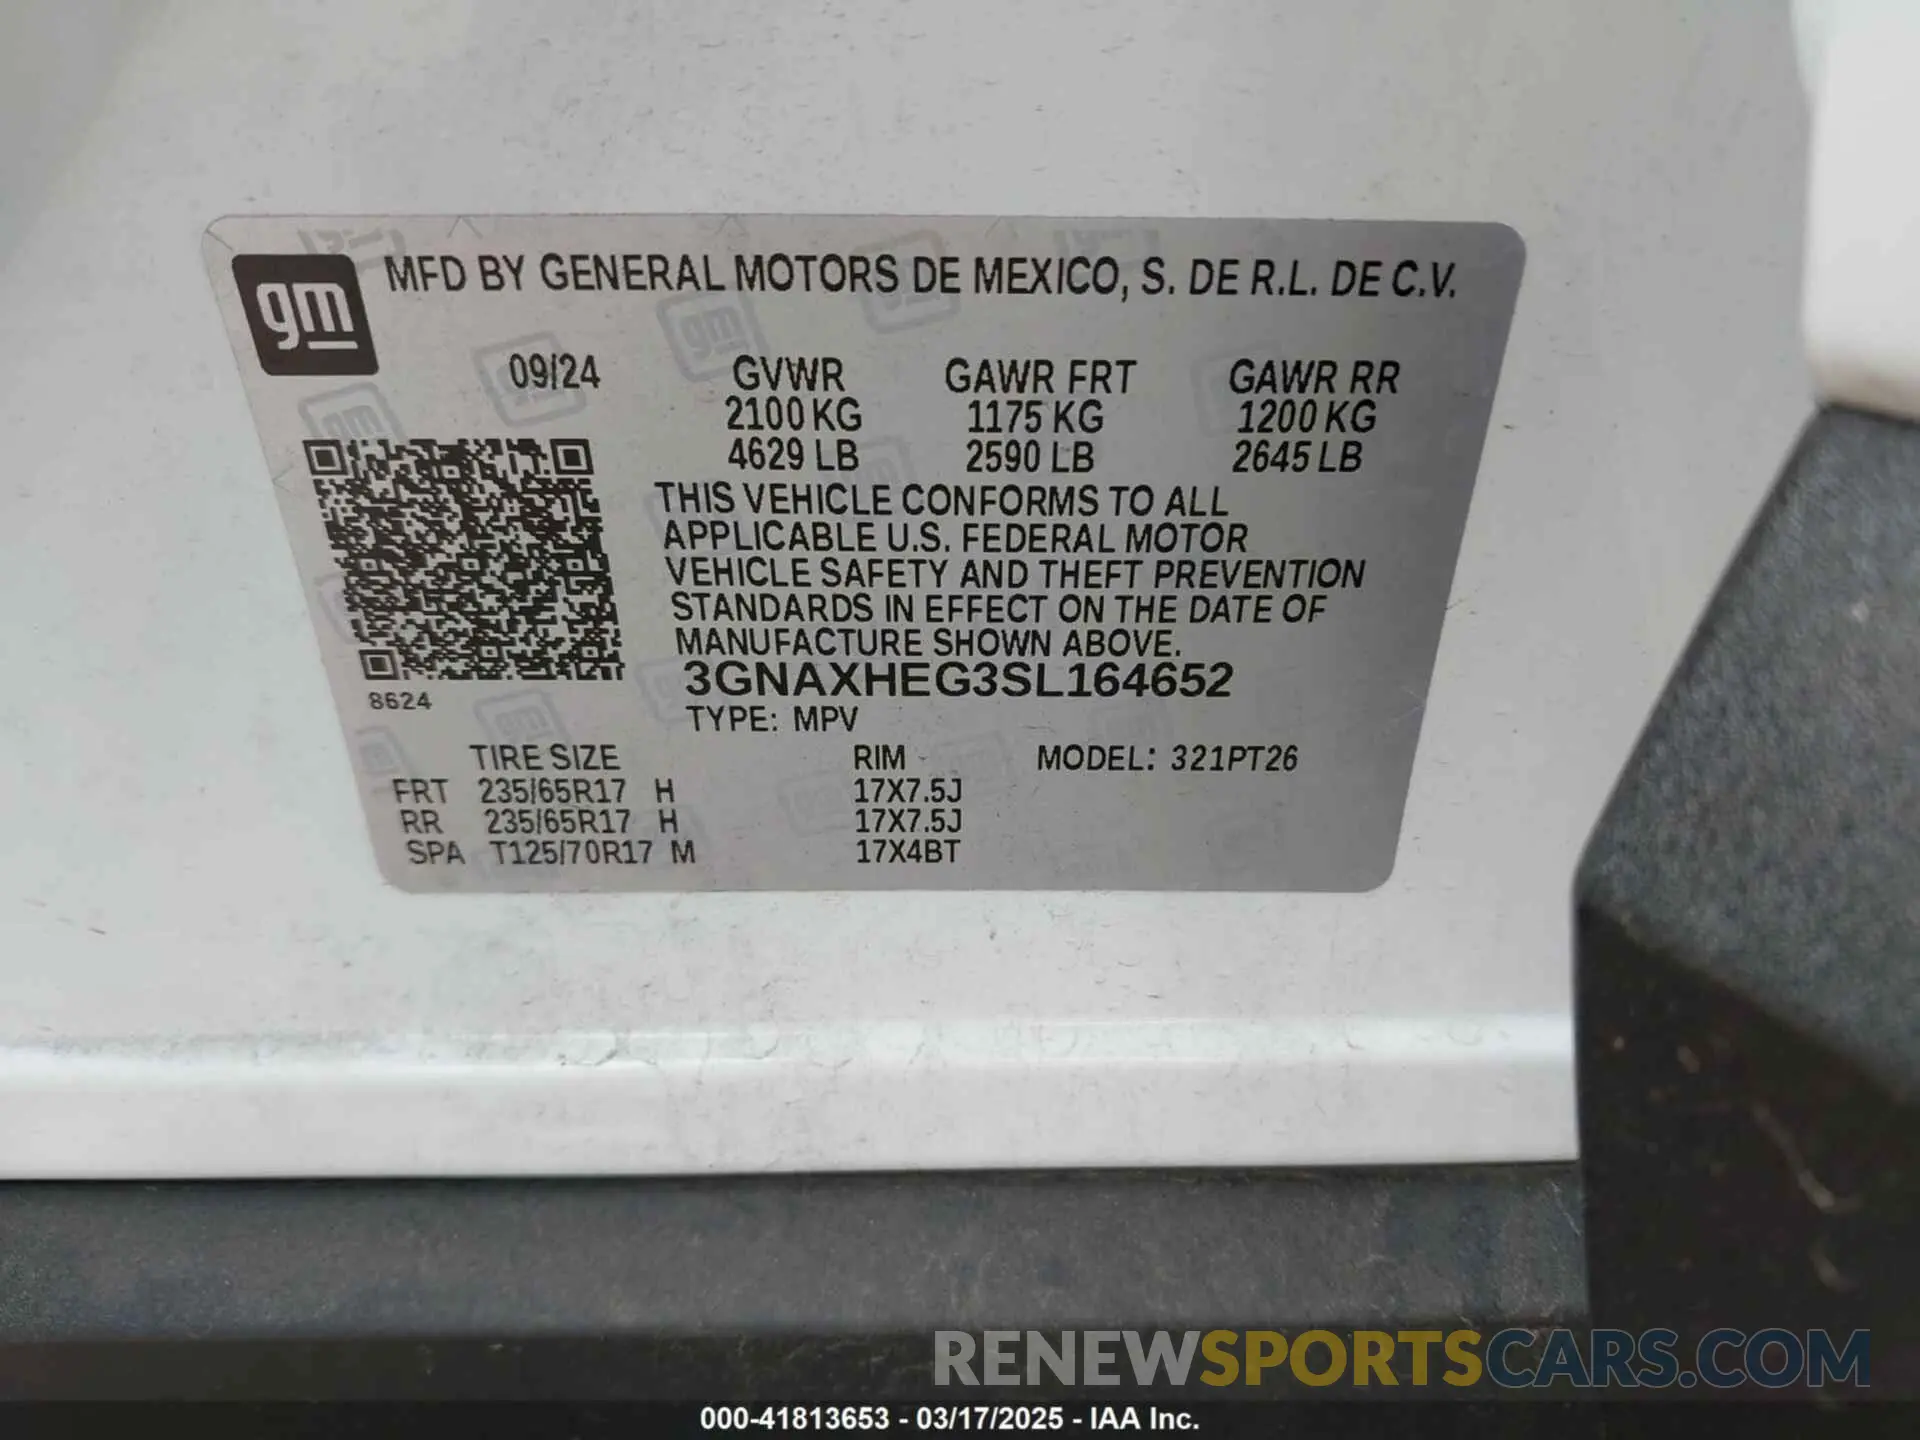 gm
MFD BY GENERAL MOTORS DE MEXICO, S. DE R.L. DE C.V.
09/24 GVWR GAWR FRT GAWR RR
2100 KG 1175 KG 1200 KG
4629 LB 2590 LB 2645 LB
THIS VEHICLE CONFORMS TO ALL
APPLICABLE U.S. FEDERAL MOTOR
VEHICLE SAFETY AND THEFT PREVENTION
STANDARDS IN EFFECT ON THE DATE OF
MANUFACTURE SHOWN ABOVE.
3GNAXHEG3SL164652
8624
TYPE: MPV
TIRE SIZE RIM MODEL: 321PT26
FRT 235/65R17 H 17X7.5J
RR 235/65R17 H 17X7.5J
SPA T125/70R17 M 17X4BT
RENEWSPORTSCARS.COM
000-41813653 - 03/17/2025 - IAA Inc.